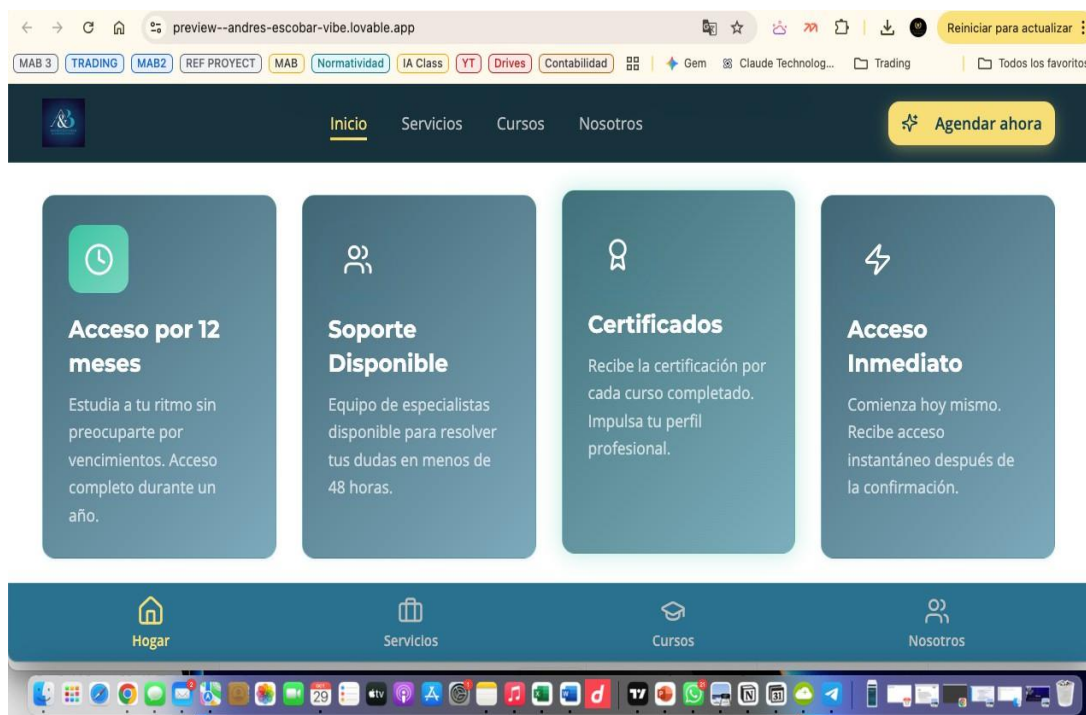 preview--andres-escobar-vibe.lovable.app
Reiniciar para actualizar
MAB 3 TRADING MAB2 REF PROYECT MAB Normatividad IA Class YT Drives Contabilidad Gem Claude Technolog... Trading Todos los favoritos
Inicio Servicios Cursos Nosotros
Agendar ahora
Acceso por 12
meses
Estudia a tu ritmo sin
preocuparte por
vencimientos. Acceso
completo durante un
año.
Soporte
Disponible
Equipo de especialistas
disponible para resolver
tus dudas en menos de
48 horas.
Certificados
Recibe la certificación por
cada curso completado.
Impulsa tu perfil
profesional.
Acceso
Inmediato
Comienza hoy mismo.
Recibe acceso
instantáneo después de
la confirmación.
Hogar Servicios Cursos Nosotros
29
tv